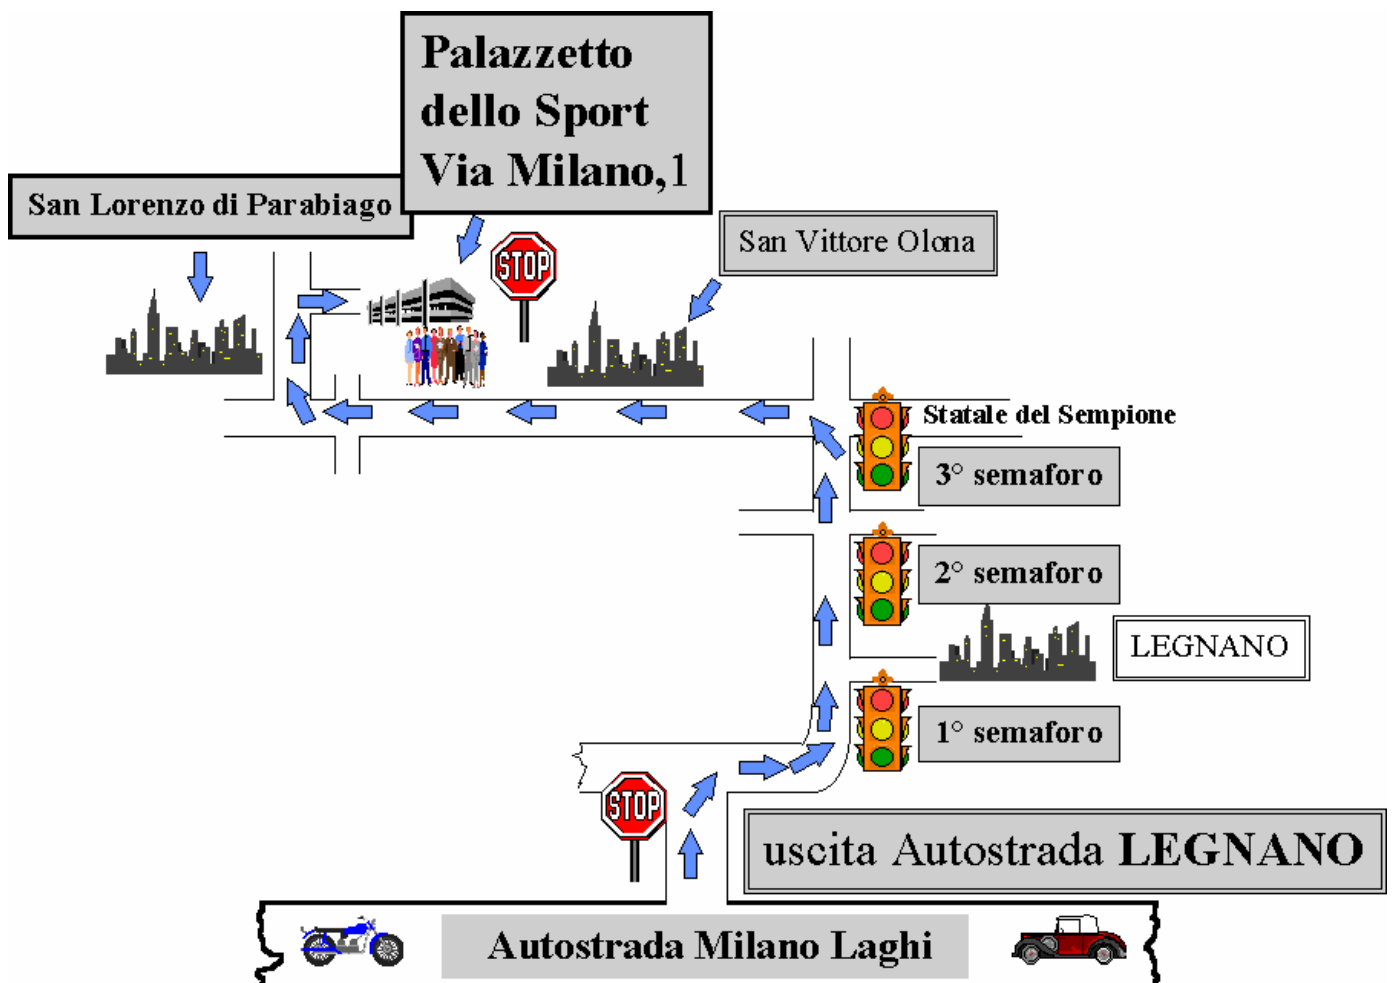 Palazzetto
dello Sport
Via Milano,1
San Lorenzo di Parabiago
San Vittore Olona
STOP
Statale del Sempione
3° semaforo
2° semaforo
LEGNANO
1° semaforo
STOP
uscita Autostrada LEGNANO
Autostrada Milano Laghi